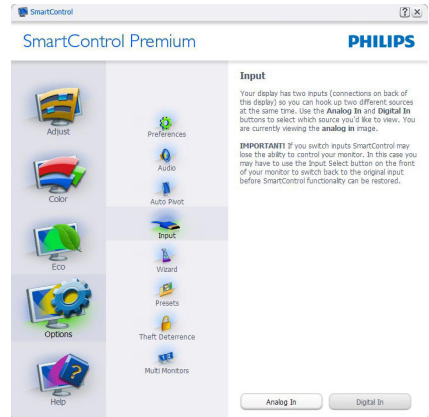 SmartControl
SmartControl Premium
PHILIPS
Adjust
Color
Eco
Options
Help
Preferences
Audio
Auto Pivot
Input
Wizard
Presets
Theft Deterrence
Multi Monitors
Input
Your display has two inputs (connections on back of
this display) so you can hook up two different sources
at the same time. Use the Analog In and Digital In
buttons to select which source you'd like to view. You
are currently viewing the analog in image.
IMPORTANT! If you switch inputs SmartControl may
lose the ability to control your monitor. In this case you
may have to use the Input Select button on the front
of your monitor to switch back to the original input
before SmartControl functionality can be restored.
Analog In
Digital In